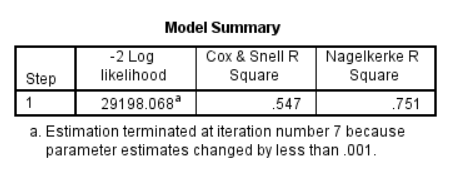 Model Summary
Step
-2 Log likelihood
Cox & Snell R Square
Nagelkerke R Square
1 29198.068a .547 .751
a. Estimation terminated at iteration number 7 because
parameter estimates changed by less than .001.